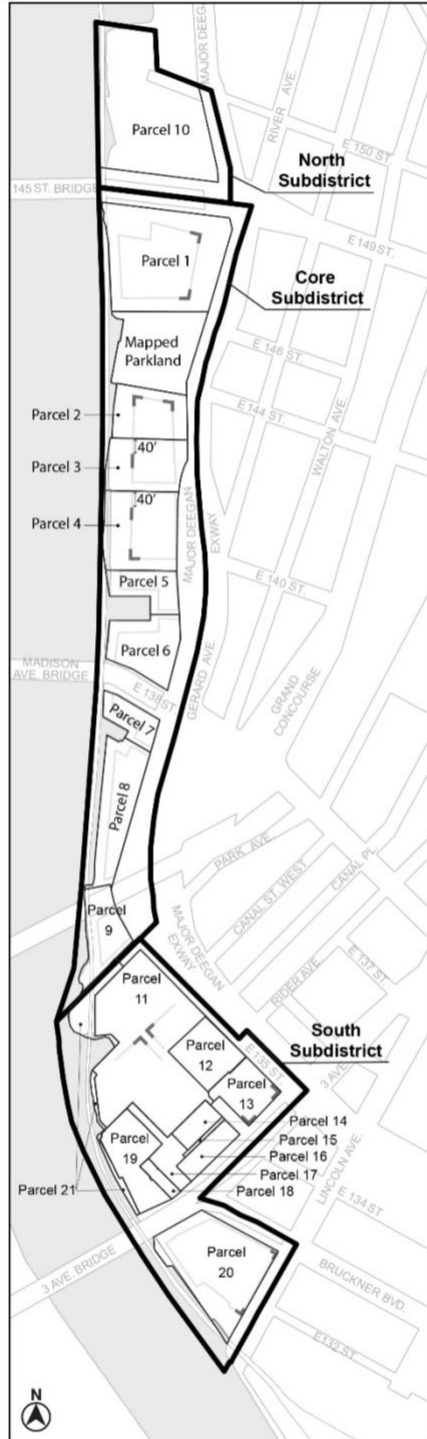 MAJOR DEEGAN
RIVER AVE.
Parcel 10
E 150 ST.
North
Subdistrict
145 ST. BRIDGE
E 149 ST.
Parcel 1
Core
Subdistrict
Mapped
Parkland
E 146 ST.
E 144 ST.
WALTON AVE.
Parcel 2
40'
Parcel 3
40'
Parcel 4
MAJOR DEEGAN
EXWAY
E 140 ST.
Parcel 5
Parcel 6
MADISON
AVE. BRIDGE
E 138 ST.
GERARD AVE.
GRAND
CONCOURSE
Parcel 7
Parcel 8
PARK AVE.
CANAL ST. WEST
CANAL PL.
Parcel
9
MAJOR DEEGAN
EXWAY
RIDER AVE.
E 137 ST.
Parcel
11
South
Subdistrict
Parcel
12
E 135 ST.
3 AVE.
Parcel
13
Parcel 14
Parcel 15
Parcel 16
Parcel 17
Parcel 18
Parcel
19
LINCOLN AVE.
Parcel 21
E 134 ST.
3 AVE. BRIDGE
Parcel
20
BRUCKNER BVD.
E132 ST.
N